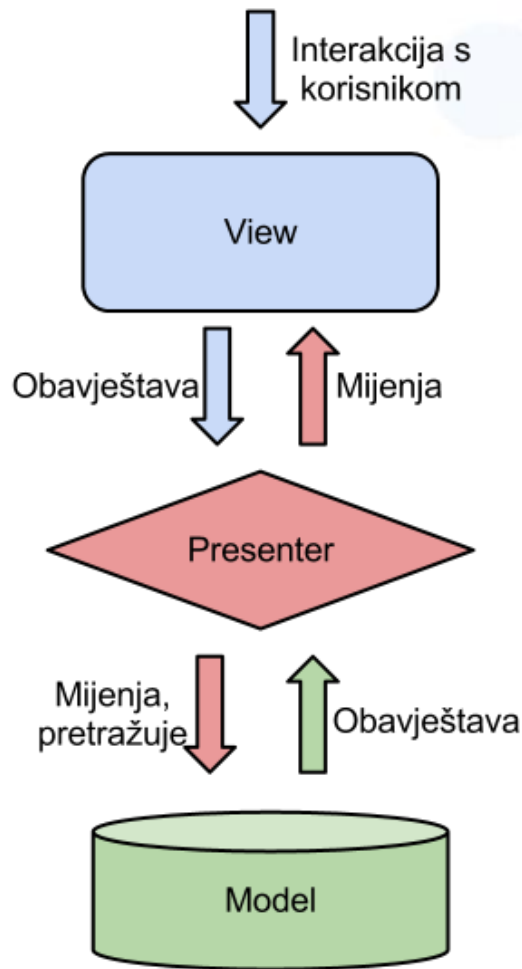 Interakcija s
korisnikom
View
Obavještava
Mijenja
Presenter
Mijenja,
pretražuje
Obavještava
Model